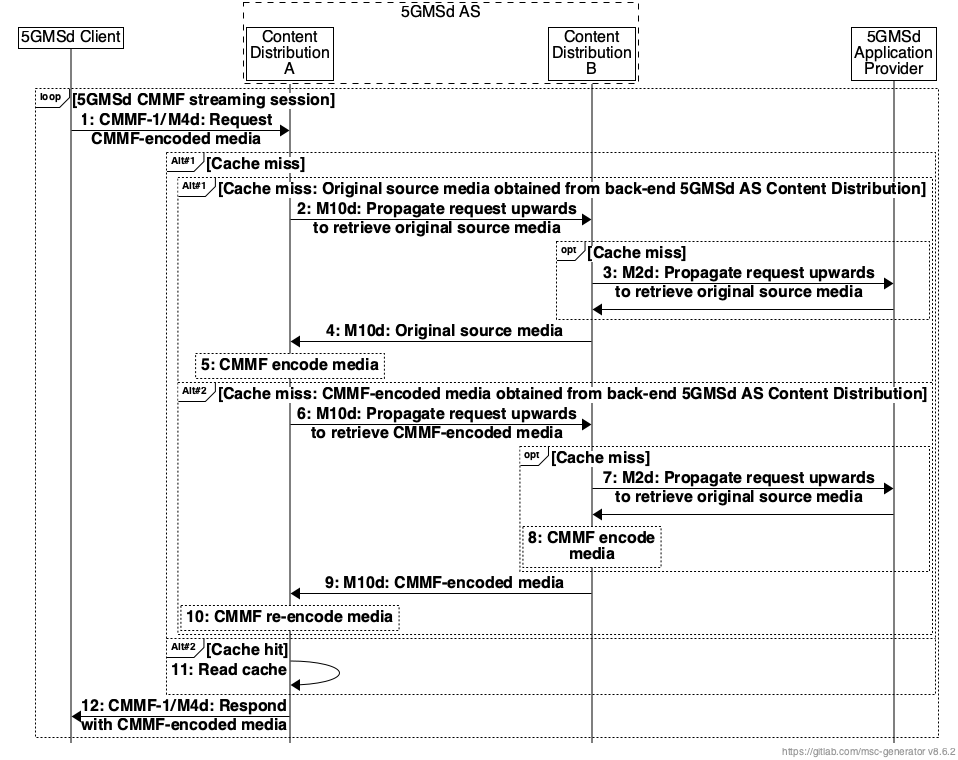 5GMSd AS
5GMSd Client
Content
Distribution
A
Content
Distribution
B
5GMSd
Application
Provider
loop
[5GMSd CMMF streaming session]
1: CMMF-1/M4d: Request
CMMF-encoded media
Alt#1
[Cache miss]
Alt#1
[Cache miss: Original source media obtained from back-end 5GMSd AS Content Distribution]
2: M10d: Propagate request upwards
to retrieve original source media
opt
[Cache miss]
3: M2d: Propagate request upwards
to retrieve original source media
4: M10d: Original source media
5: CMMF encode media
Alt#2
[Cache miss: CMMF-encoded media obtained from back-end 5GMSd AS Content Distribution]
6: M10d: Propagate request upwards
to retrieve CMMF-encoded media
opt
[Cache miss]
7: M2d: Propagate request upwards
to retrieve original source media
8: CMMF encode
media
9: M10d: CMMF-encoded media
10: CMMF re-encode media
Alt#2
[Cache hit]
11: Read cache
12: CMMF-1/M4d: Respond
with CMMF-encoded media
https://gitlab.com/msc-generator v8.6.2